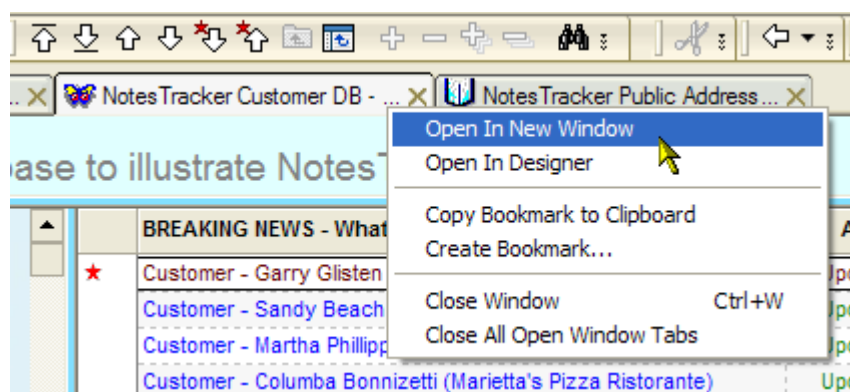 ... NotesTracker Customer DB - ... NotesTracker Public Address ...
Open In New Window
ase to illustrate Notes
Open In Designer
Copy Bookmark to Clipboard
BREAKING NEWS - What
Create Bookmark...
Customer - Garry Glisten
Customer - Sandy Beach
Close Window Ctrl+W
Customer - Martha Phillipp
Close All Open Window Tabs
Customer - Columba Bonnizetti (Marietta's Pizza Ristorante) Up